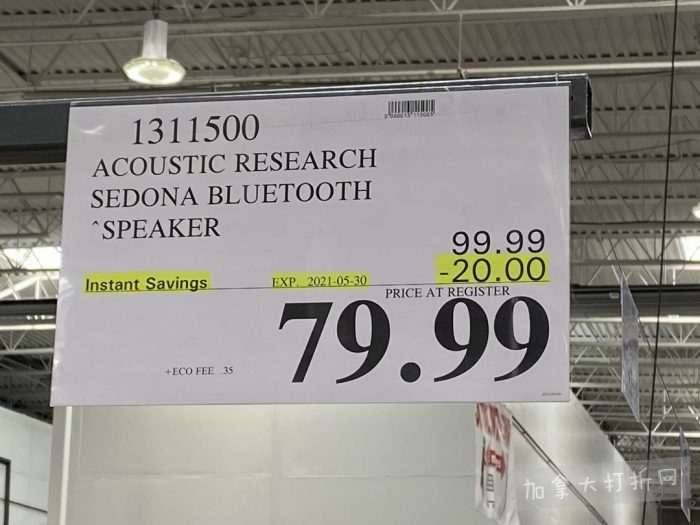 1311500
ACOUSTIC RESEARCH
SEDONA BLUETOOTH
^SPEAKER
99.99
-20.00
Instant Savings EXP. 2021-05-30
PRICE AT REGISTER
79.99
+ECO FEE .35
加拿大打折网